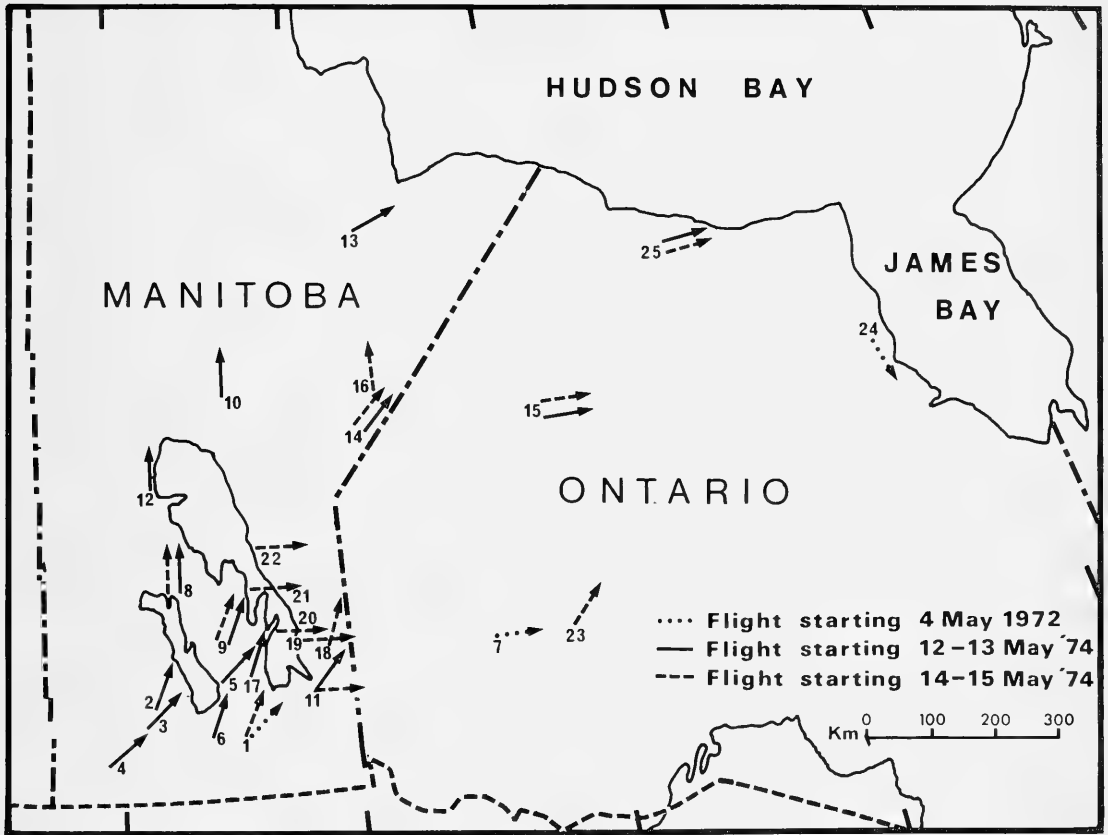 HUDSON BAY
13
25
MANITOBA
JAMES
BAY
24
16
10
14
15
12
ONTARIO
22
8
21
20
9
19
18
7
23
..... Flight starting 4 May 1972
— Flight starting 12–13 May '74
--- Flight starting 14–15 May '74
5
17
2
11
3
6
1
4
Km 0 100 200 300